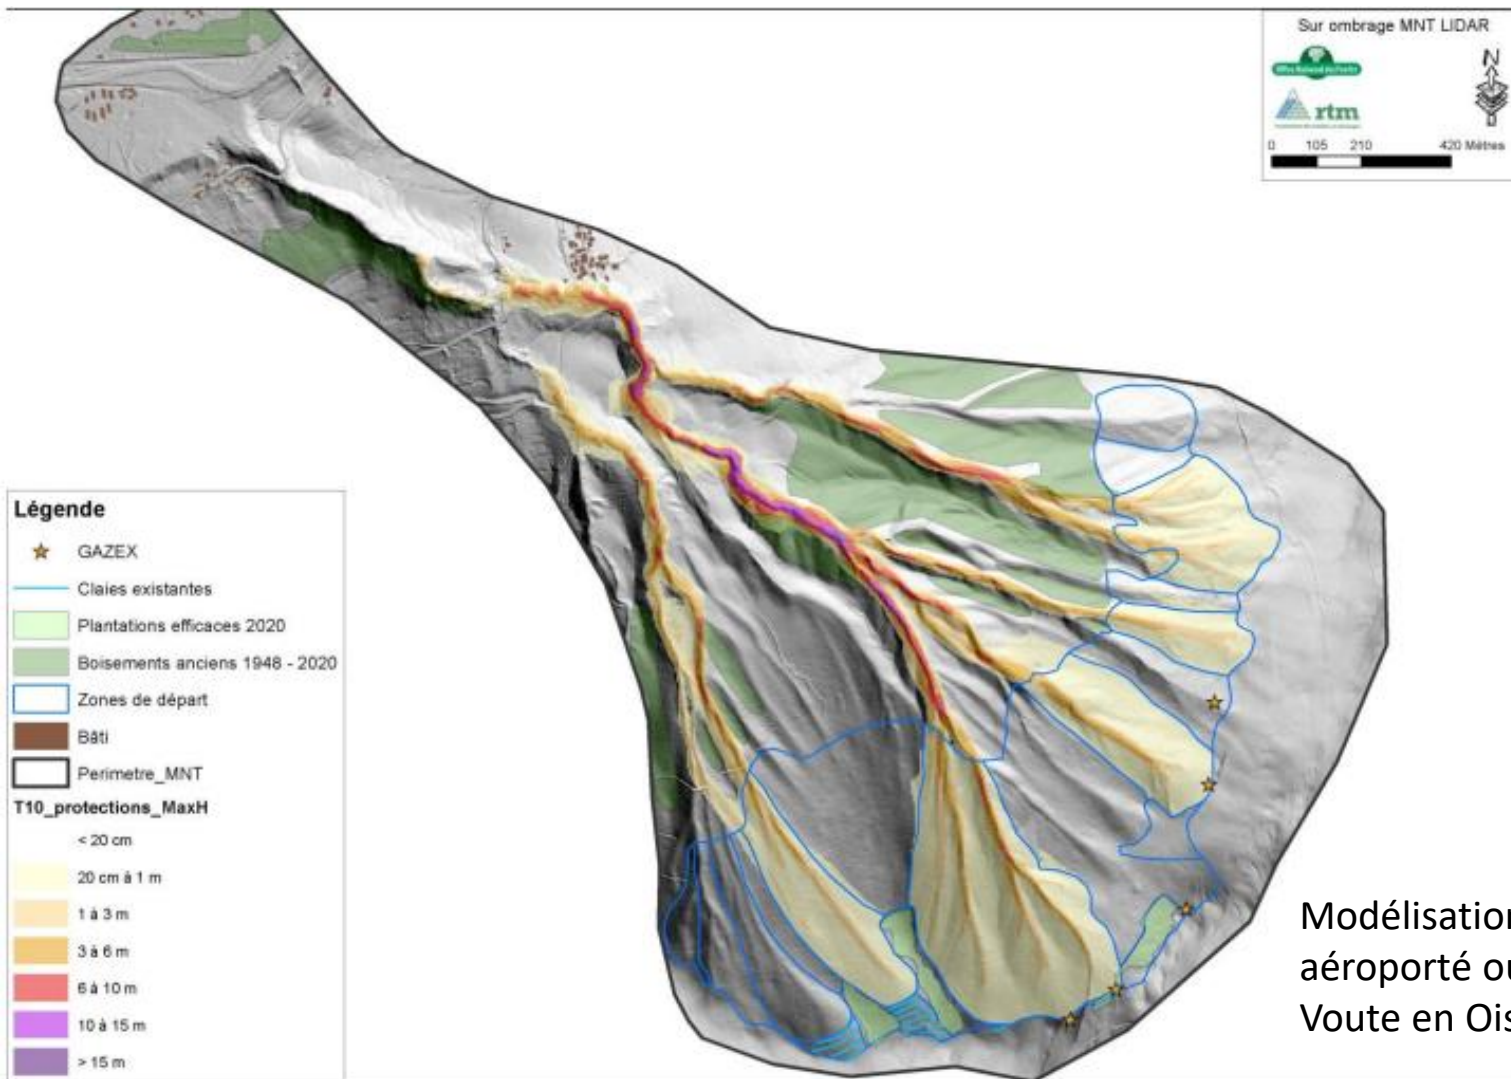 Sur ombrage MNT LIDAR
N
rtm
0 105 210 420 Mètres
Légende
GAZEX
Claies existantes
Plantations efficaces 2020
Boisements anciens 1948 - 2020
Zones de départ
Bâti
Perimetre_MNT
T10_protections_MaxH
< 20 cm
20 cm à 1 m
1 à 3 m
3 à 6 m
6 à 10 m
10 à 15 m
> 15 m
Modélisation
aéroporté ou
Voute en Ois